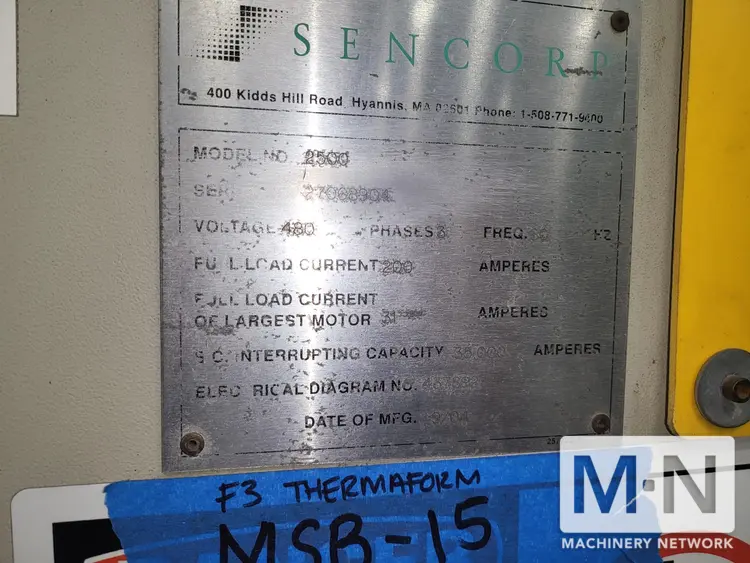 SENCORP
400 Kidds Hill Road Hyannis, MA 02601 Phone: 1-508-771-9400
MODEL NO. 2500
SER.
VOLTAGE 480 PHASES 3 FREQ. HZ
FULL-LOAD CURRENT 200 AMPERES
FULL LOAD CURRENT
OF LARGEST MOTOR 31 AMPERES
S.C. INTERRUPTING CAPACITY AMPERES
ELECTRICAL DIAGRAM NO.
DATE OF MFG.
F3 THERMAFORM
MSB-15
M-N
MACHINERY NETWORK